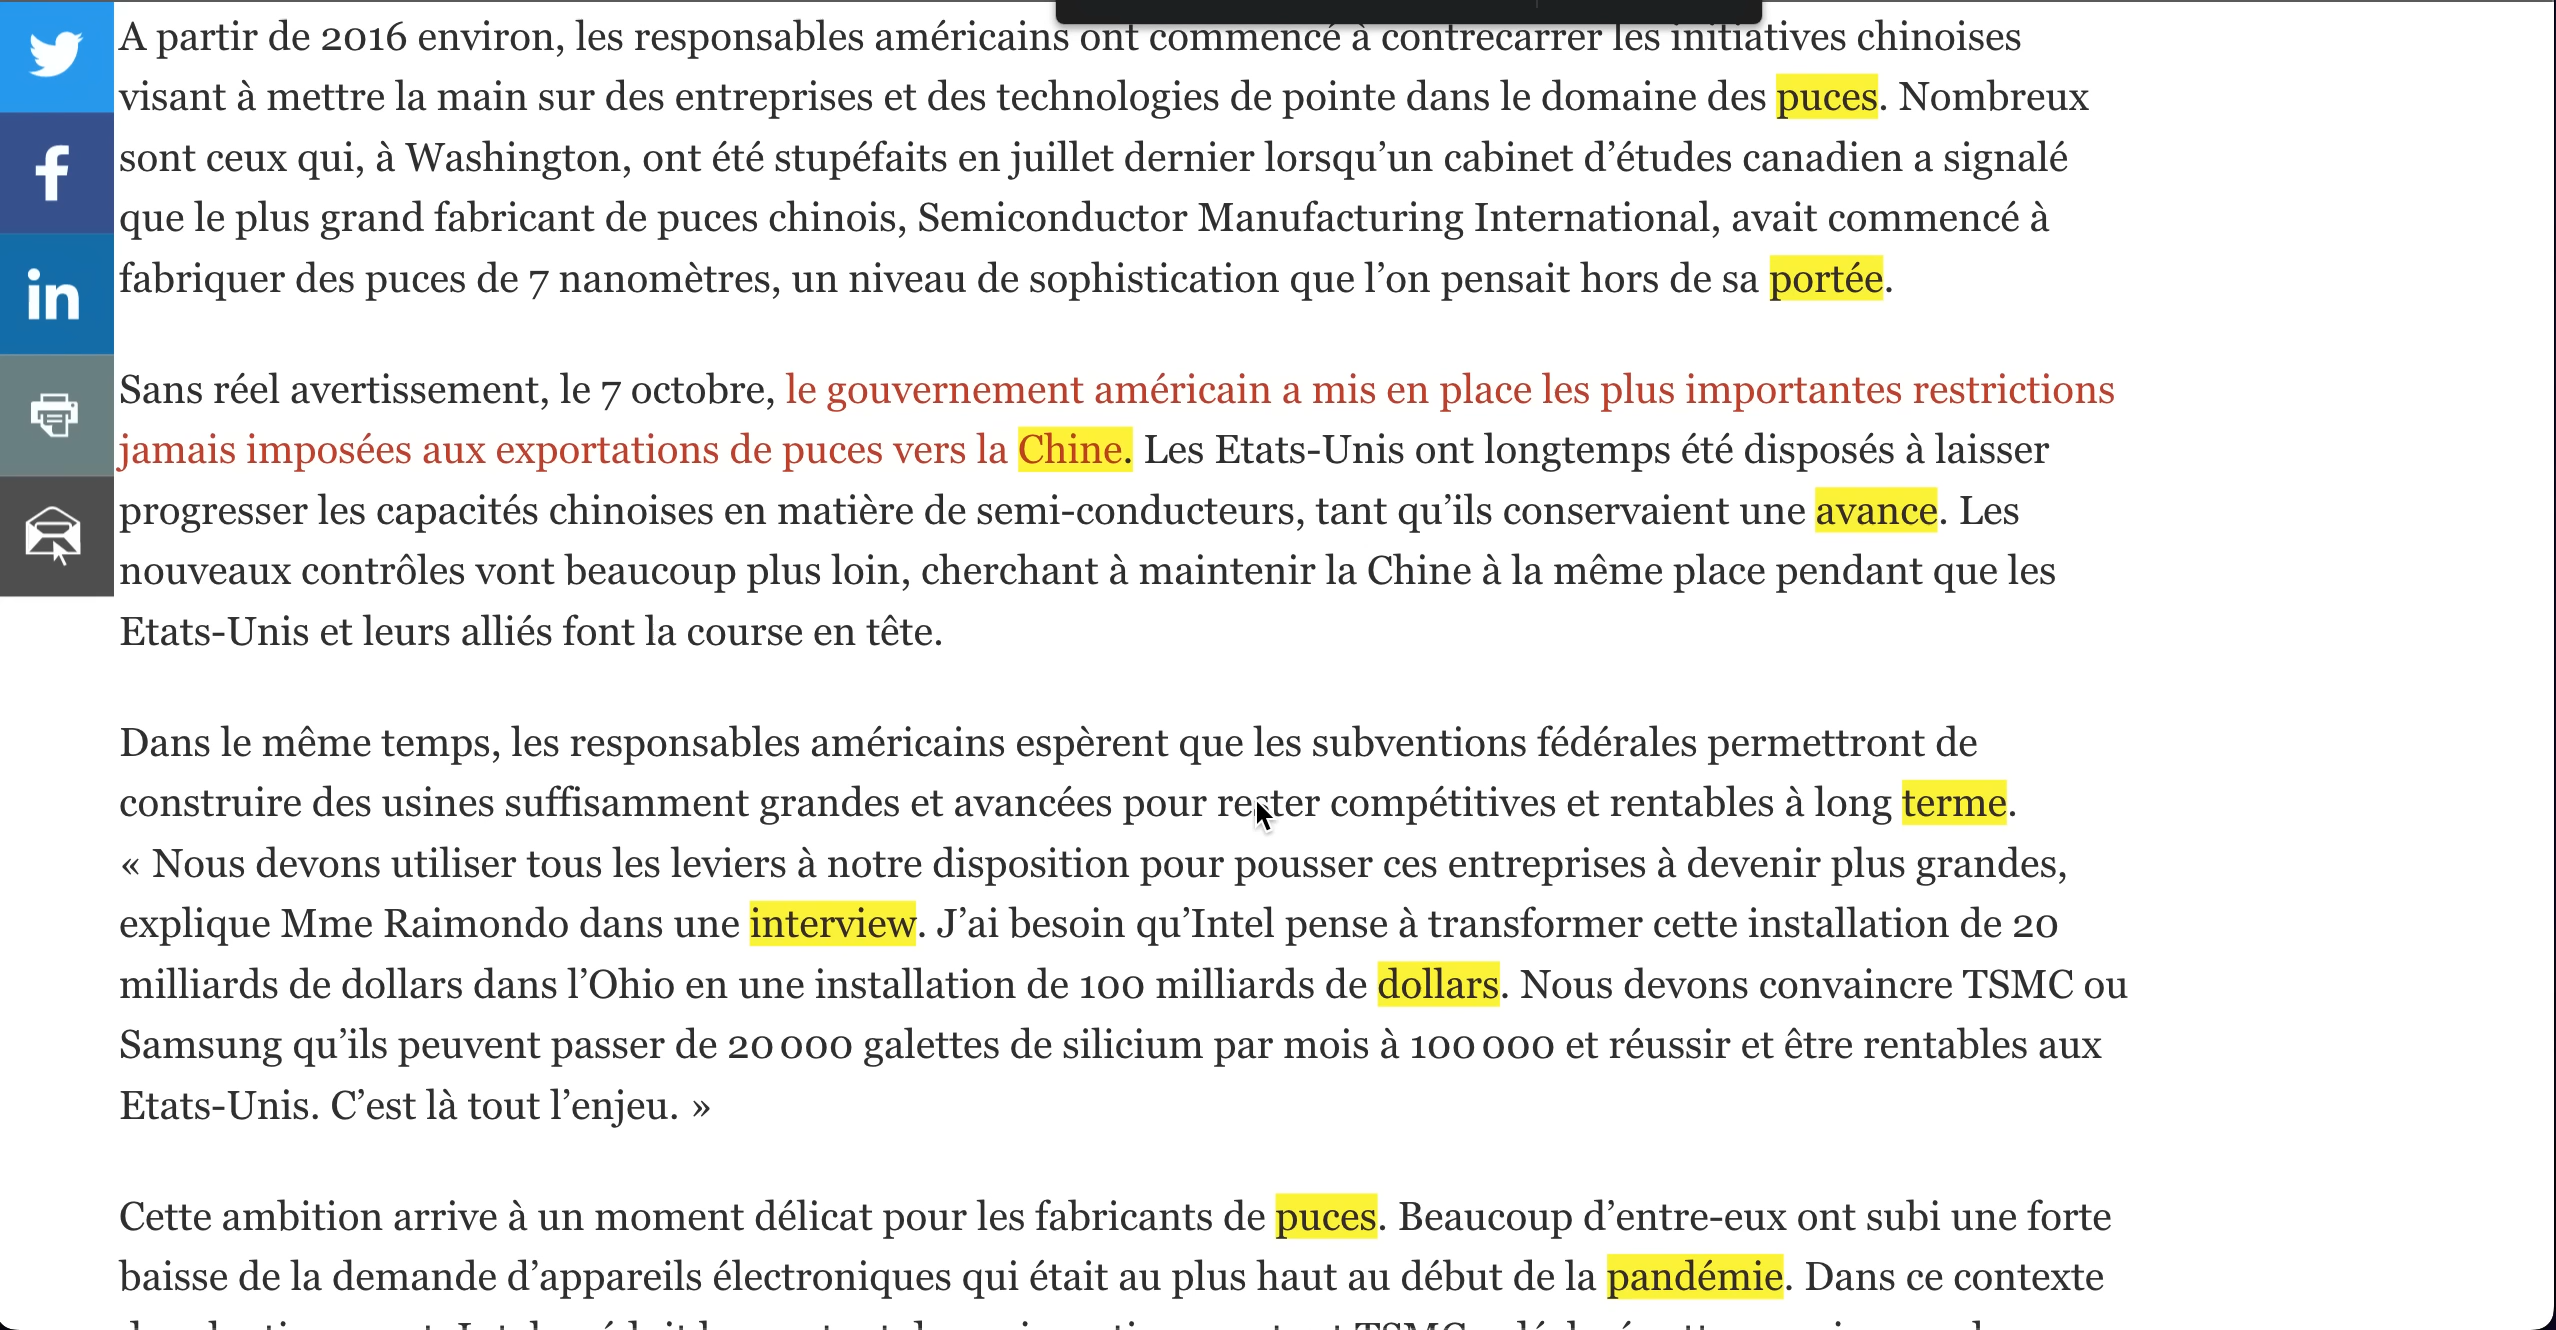 A partir de 2016 environ, les responsables américains ont commencé à contrecarrer les initiatives chinoises
visant à mettre la main sur des entreprises et des technologies de pointe dans le domaine des puces. Nombreux
sont ceux qui, à Washington, ont été stupéfaits en juillet dernier lorsqu’un cabinet d’études canadien a signalé
que le plus grand fabricant de puces chinois, Semiconductor Manufacturing International, avait commencé à
fabriquer des puces de 7 nanomètres, un niveau de sophistication que l’on pensait hors de sa portée.
Sans réel avertissement, le 7 octobre, le gouvernement américain a mis en place les plus importantes restrictions
jamais imposées aux exportations de puces vers la Chine. Les Etats-Unis ont longtemps été disposés à laisser
progresser les capacités chinoises en matière de semi-conducteurs, tant qu’ils conservaient une avance. Les
nouveaux contrôles vont beaucoup plus loin, cherchant à maintenir la Chine à la même place pendant que les
Etats-Unis et leurs alliés font la course en tête.
Dans le même temps, les responsables américains espèrent que les subventions fédérales permettront de
construire des usines suffisamment grandes et avancées pour rester compétitives et rentables à long terme.
« Nous devons utiliser tous les leviers à notre disposition pour pousser ces entreprises à devenir plus grandes,
explique Mme Raimondo dans une interview. J’ai besoin qu’Intel pense à transformer cette installation de 20
milliards de dollars dans l’Ohio en une installation de 100 milliards de dollars. Nous devons convaincre TSMC ou
Samsung qu’ils peuvent passer de 20 000 galettes de silicium par mois à 100 000 et réussir et être rentables aux
Etats-Unis. C’est là tout l’enjeu. »
Cette ambition arrive à un moment délicat pour les fabricants de puces. Beaucoup d’entre-eux ont subi une forte
baisse de la demande d’appareils électroniques qui était au plus haut au début de la pandémie. Dans ce contexte